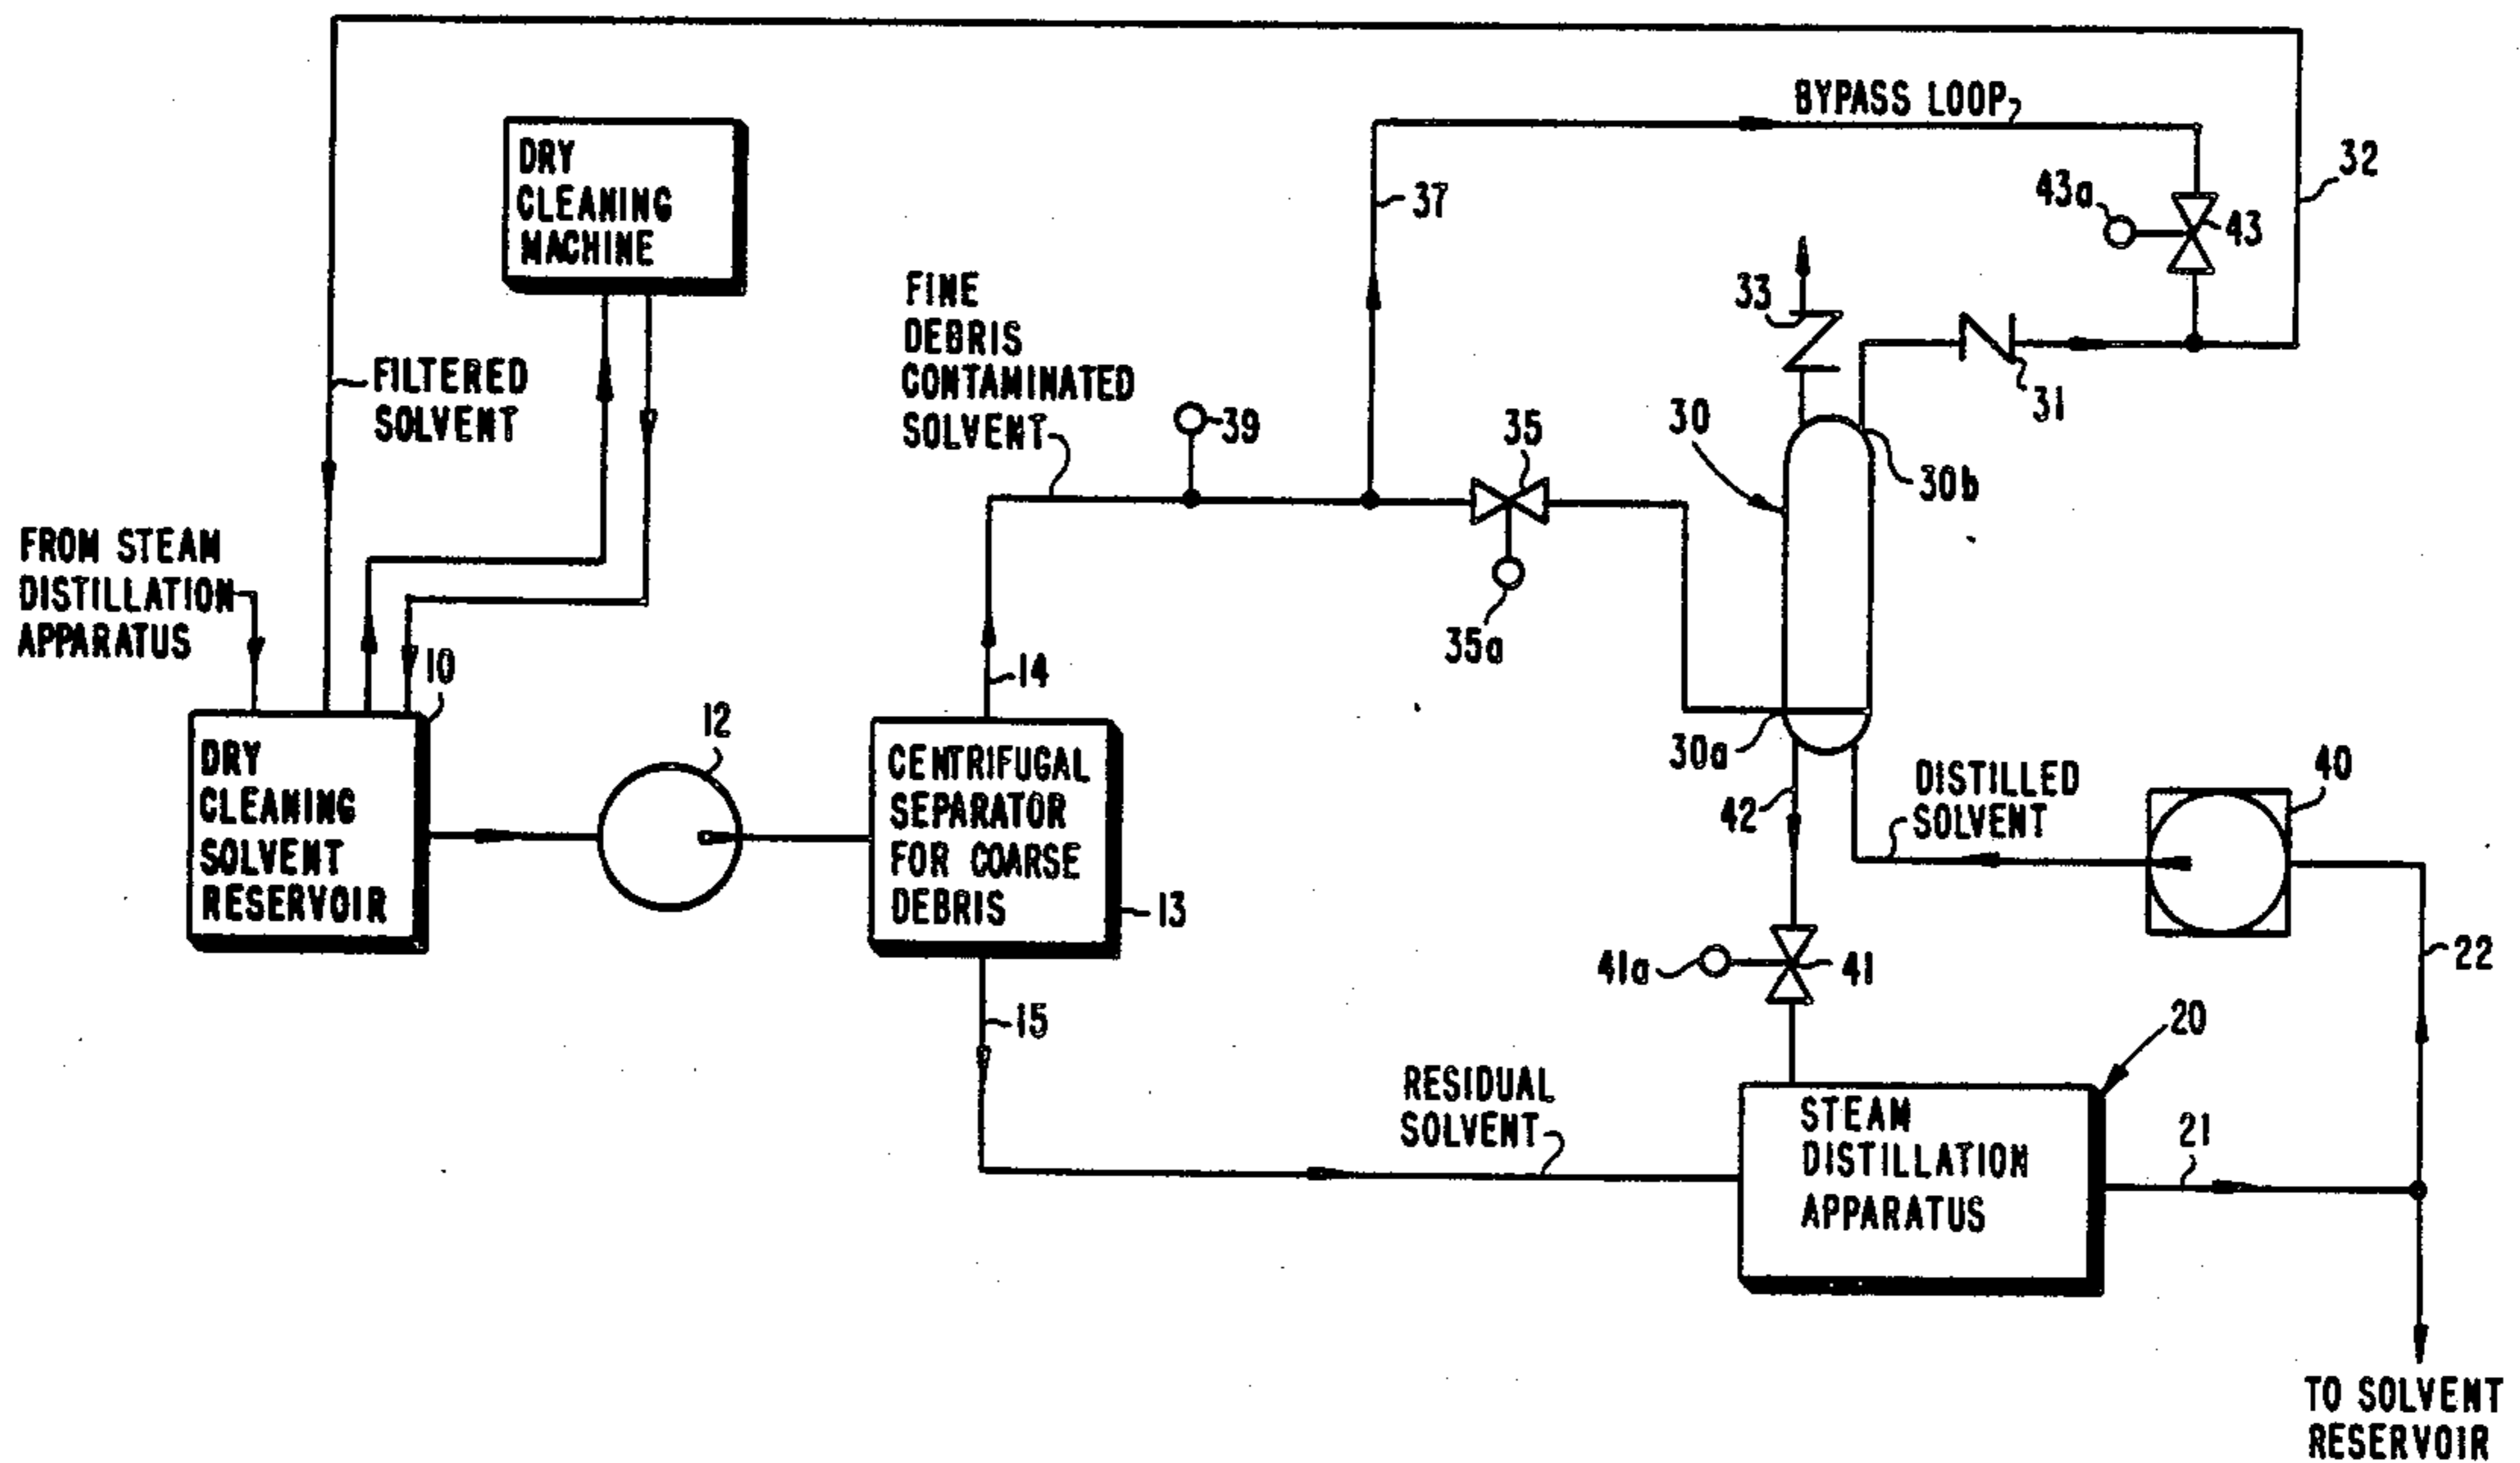 BYPASS LOOP
DRY
CLEANING
MACHINE
32
43a
43
37
33
31
FINE
DEBRIS
CONTAMINATED
SOLVENT
39
35
30
30b
FILTERED
SOLVENT
FROM STEAM
DISTILLATION
APPARATUS
35a
10
14
12
30a
DRY
CLEANING
SOLVENT
RESERVOIR
CENTRIFUGAL
SEPARATOR
FOR COARSE
DEBRIS
13
42
DISTILLED
SOLVENT
40
41a
41
22
15
20
RESIDUAL
SOLVENT
STEAM
DISTILLATION
APPARATUS
21
TO SOLVENT
RESERVOIR